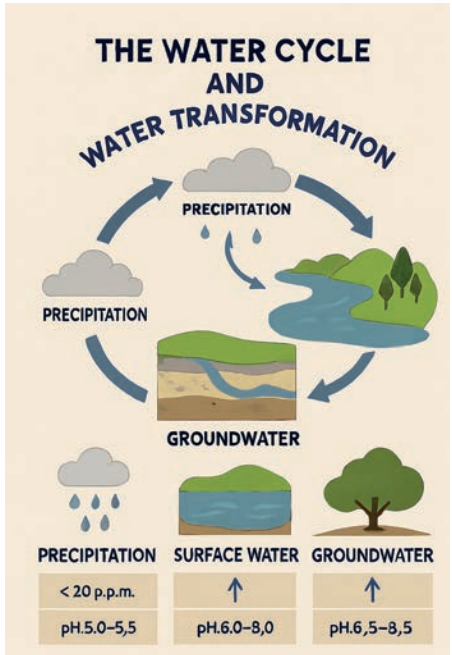 THE WATER CYCLE
AND
WATER TRANSFORMATION
PRECIPITATION
PRECIPITATION
GROUNDWATER
PRECIPITATION
SURFACE WATER
GROUNDWATER
< 20 p.p.m.
↑
↑
pH.5.0–5,5
pH.6.0–8,0
pH.6,5–8,5